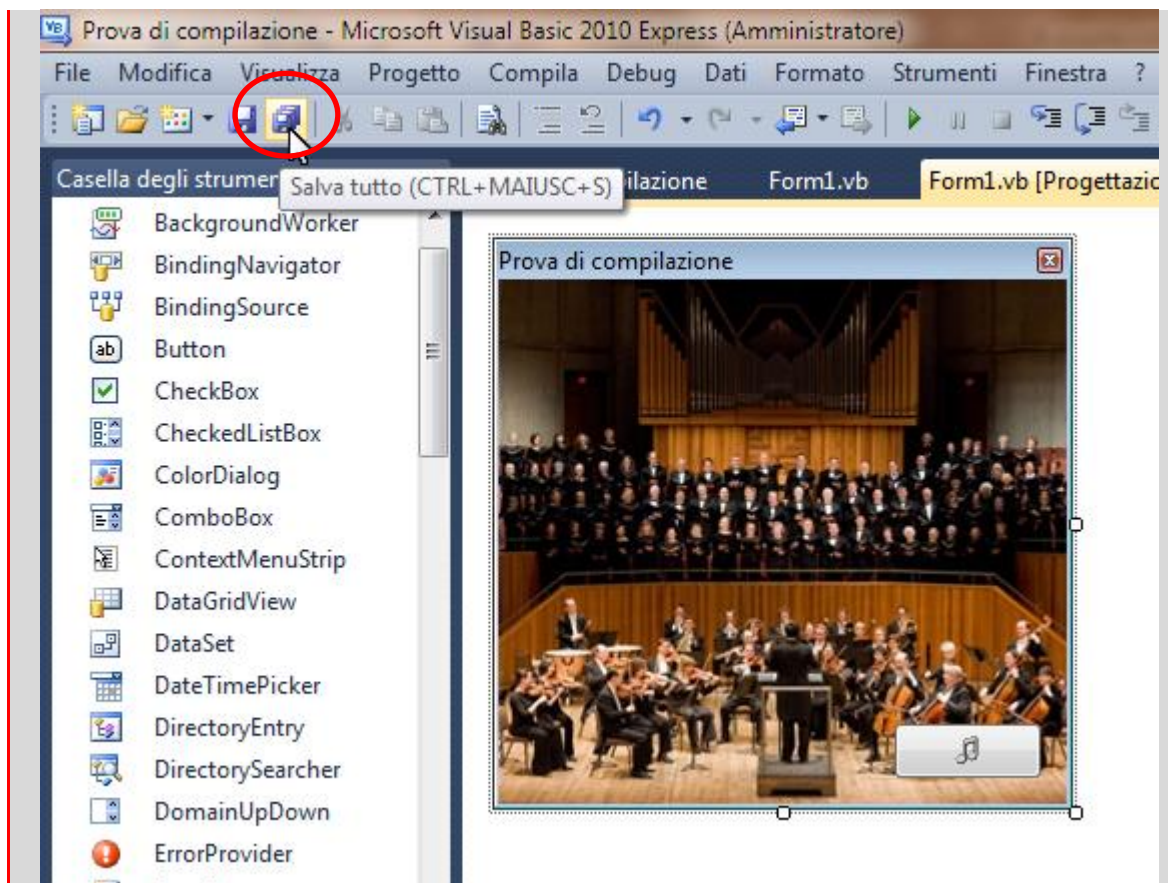 Prova di compilazione - Microsoft Visual Basic 2010 Express (Amministratore)
File Modifica Visualizza Progetto Compila Debug Dati Formato Strumenti Finestra ?
Casella degli strumen
Salva tutto (CTRL+MAIUSC+S)
ilazione
Form1.vb
Form1.vb [Progettazio
BackgroundWorker
BindingNavigator
BindingSource
ab Button
CheckBox
CheckedListBox
ColorDialog
ComboBox
ContextMenuStrip
DataGridView
DataSet
DateTimePicker
DirectoryEntry
DirectorySearcher
DomainUpDown
ErrorProvider
Prova di compilazione